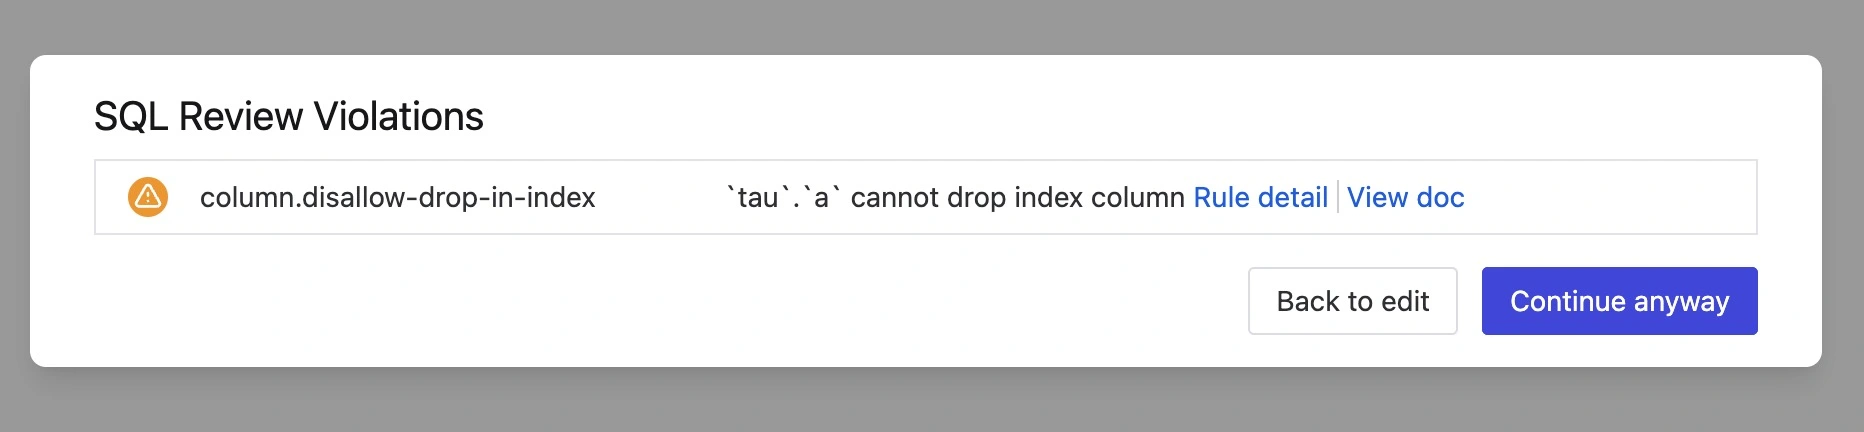 SQL Review Violations
column.disallow-drop-in-index `tau`.`a` cannot drop index column Rule detail View doc
Back to edit Continue anyway